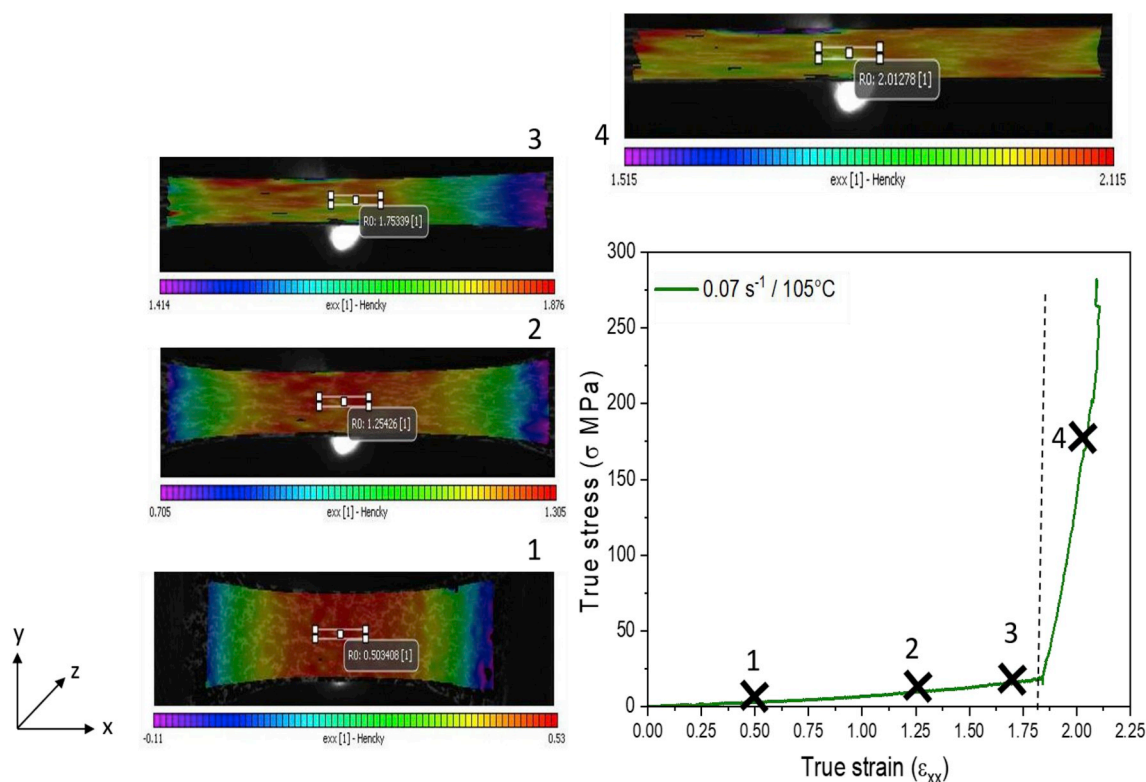 4
R0: 2.01278 [1]
1.515
2.115
exx [1] - Hencky
3
R0: 1.75339 [1]
1.414
1.876
exx [1] - Hencky
2
R0: 1.25426 [1]
0.705
1.305
exx [1] - Hencky
1
R0: 0.503408 [1]
-0.11
0.53
exx [1] - Hencky
y
z
x
300
250
200
150
100
50
0
0.07 s⁻¹ / 105°C
1
2
3
4
0.00 0.25 0.50 0.75 1.00 1.25 1.50 1.75 2.00 2.25
True strain (εxx)
True stress (σ MPa)